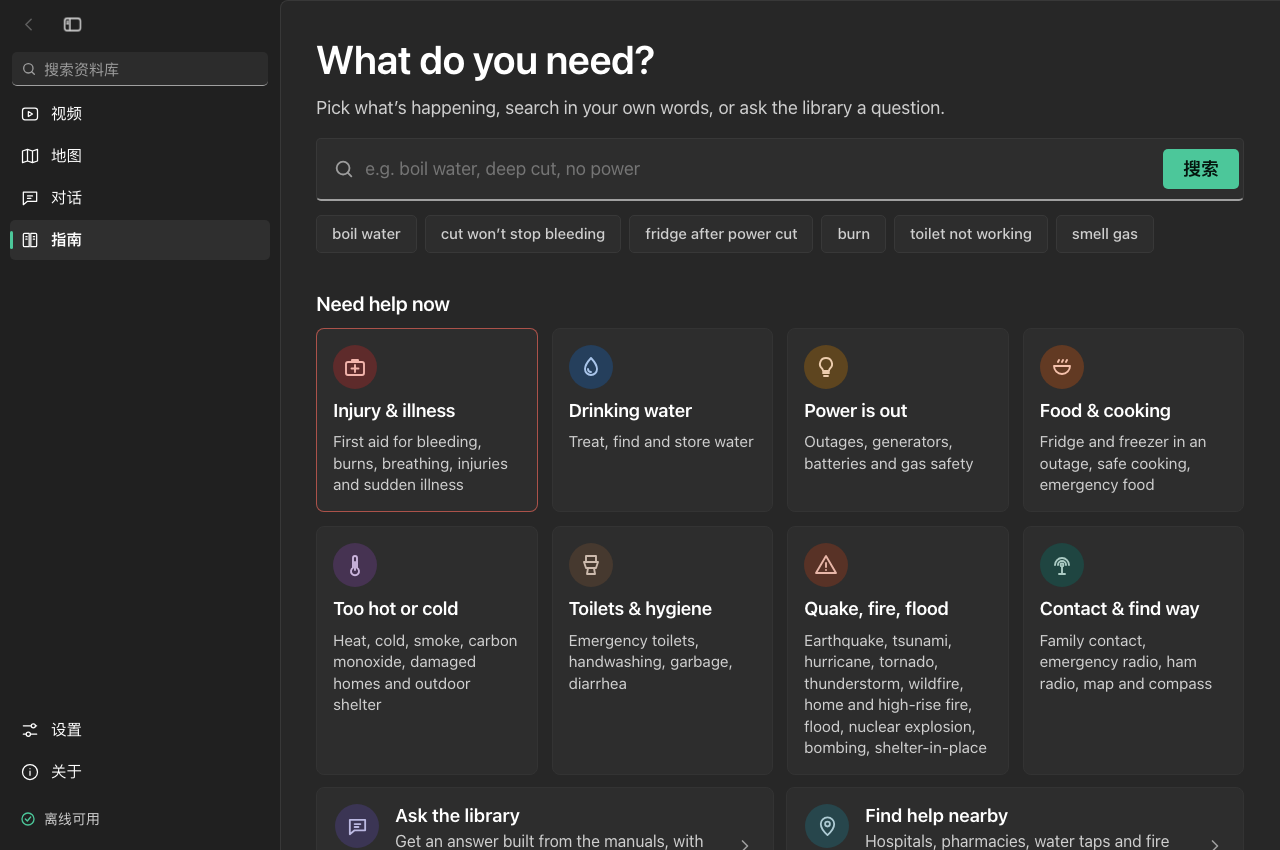 搜索资料库
视频
地图
对话
指南
设置
关于
离线可用
What do you need?
Pick what’s happening, search in your own words, or ask the library a question.
e.g. boil water, deep cut, no power
搜索
boil water
cut won’t stop bleeding
fridge after power cut
burn
toilet not working
smell gas
Need help now
Injury & illness
First aid for bleeding,
burns, breathing, injuries
and sudden illness
Drinking water
Treat, find and store water
Power is out
Outages, generators,
batteries and gas safety
Food & cooking
Fridge and freezer in an
outage, safe cooking,
emergency food
Too hot or cold
Heat, cold, smoke, carbon
monoxide, damaged
homes and outdoor
shelter
Toilets & hygiene
Emergency toilets,
handwashing, garbage,
diarrhea
Quake, fire, flood
Earthquake, tsunami,
hurricane, tornado,
thunderstorm, wildfire,
home and high-rise fire,
flood, nuclear explosion,
bombing, shelter-in-place
Contact & find way
Family contact,
emergency radio, ham
radio, map and compass
Ask the library
Get an answer built from the manuals, with
Find help nearby
Hospitals, pharmacies, water taps and fire